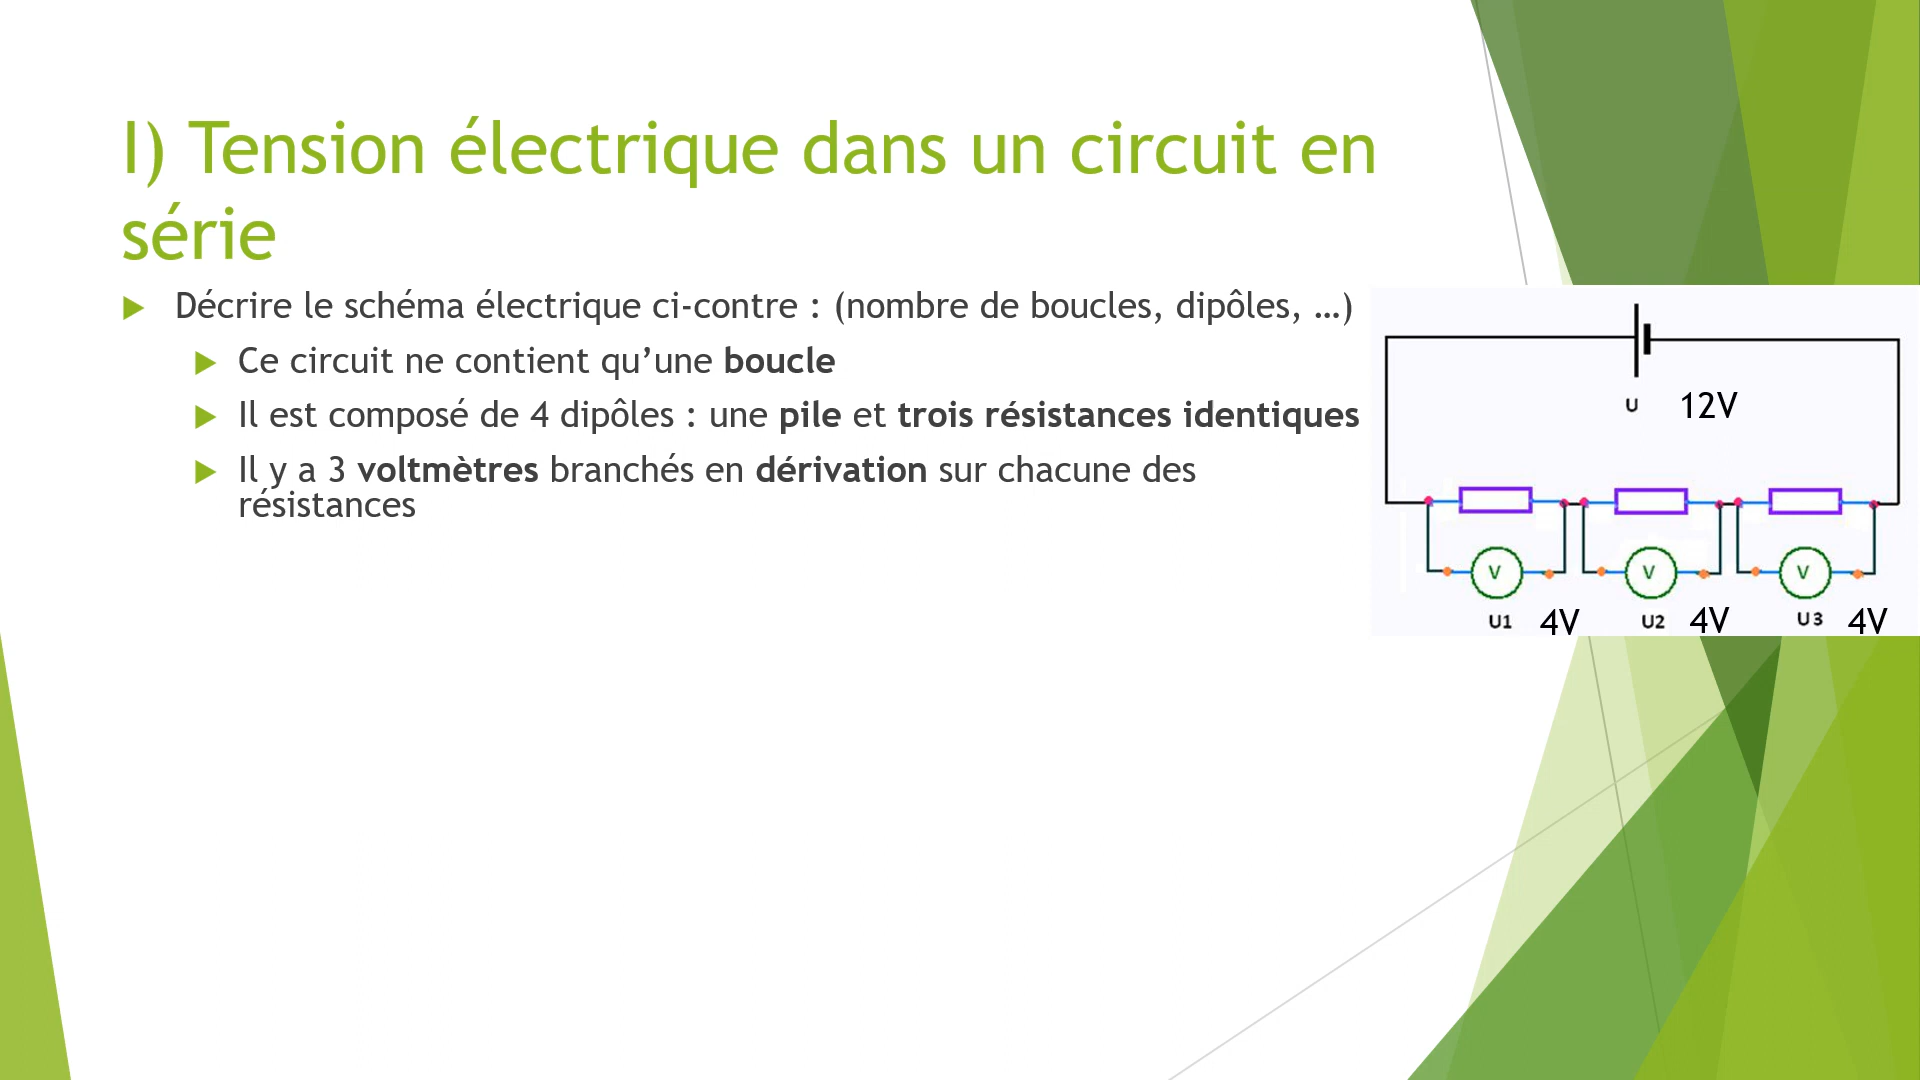 I) Tension électrique dans un circuit en
série
Décrire le schéma électrique ci-contre : (nombre de boucles, dipôles, …)
Ce circuit ne contient qu’une boucle
Il est composé de 4 dipôles : une pile et trois résistances identiques
Il y a 3 voltmètres branchés en dérivation sur chacune des
résistances
U 12V
V V V
U1 4V U2 4V U3 4V